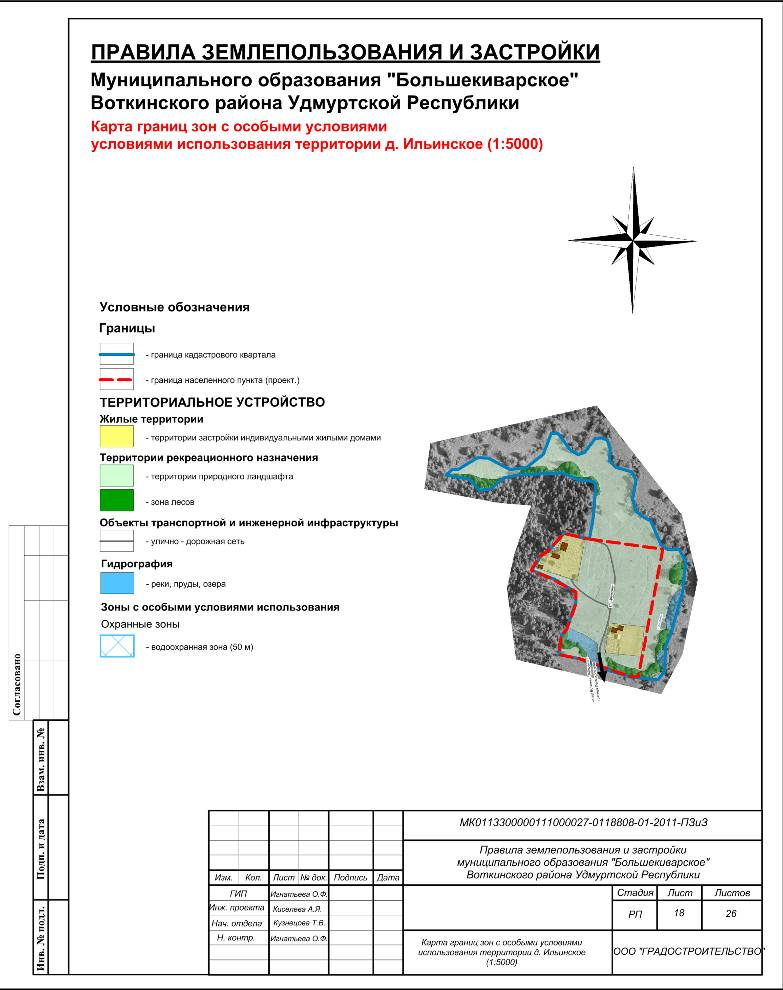 ПРАВИЛА ЗЕМЛЕПОЛЬЗОВАНИЯ И ЗАСТРОЙКИ
Муниципального образования "Большекиварское"
Воткинского района Удмуртской Республики
Карта границ зон с особыми условиями
условиями использования территории д. Ильинское (1:5000)
Условные обозначения
Границы
- граница кадастрового квартала
- граница населенного пункта (проект.)
ТЕРРИТОРИАЛЬНОЕ УСТРОЙСТВО
Жилые территории
- территории застройки индивидуальными жилыми домами
Территории рекреационного назначения
- территории природного ландшафта
- зона лесов
Объекты транспортной и инженерной инфраструктуры
- улично - дорожная сеть
Гидрография
- реки, пруды, озера
Зоны с особыми условиями использования
Охранные зоны
- водоохранная зона (50 м)
Согласовано
Взам. инв. №
Подп. и дата
Инв. № подл.
МК0113300000111000027-0118808-01-2011-ПЗиЗ
Правила землепользования и застройки
муниципального образования "Большекиварское"
Воткинского района Удмуртской Республики
Изм. Кол. Лист № док. Подпись Дата
ГИП Игнатьева О.Ф.
Инж. проекта Киселева А.Я.
Нач. отдела Кузнецова Т.В.
Н. контр. Игнатьева О.Ф.
Стадия Лист Листов
РП 18 26
Карта границ зон с особыми условиями
использования территории д. Ильинское
(1:5000)
ООО "ГРАДОСТРОИТЕЛЬСТВО"